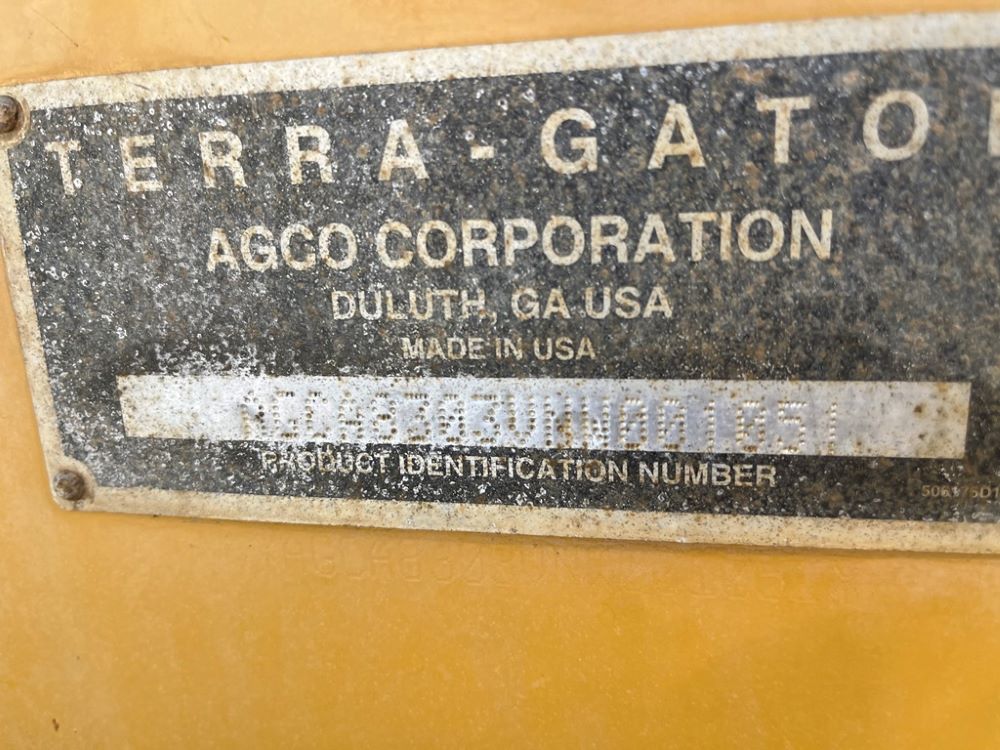 TERRA-GATO
AGCO CORPORATION
DULUTH, GA USA
MADE IN USA
PRODUCT IDENTIFICATION NUMBER